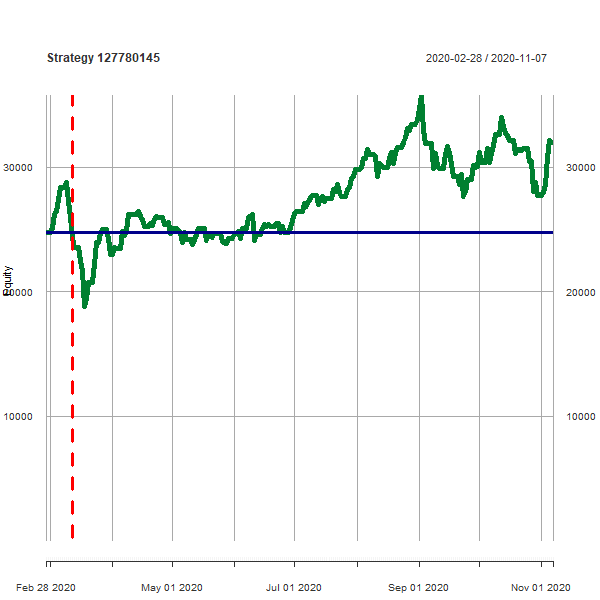 Strategy 127780145
2020-02-28 / 2020-11-07
30000
30000
Equity
20000
20000
10000
10000
Feb 28 2020
May 01 2020
Jul 01 2020
Sep 01 2020
Nov 01 2020